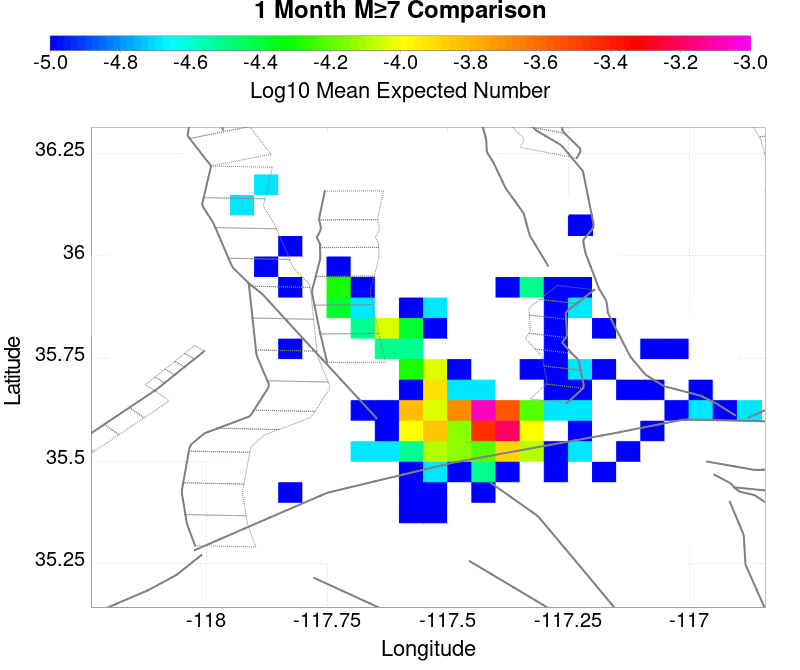 1 Month M≥7 Comparison
-5.0 -4.8 -4.6 -4.4 -4.2 -4.0 -3.8 -3.6 -3.4 -3.2 -3.0
Log10 Mean Expected Number
36.25
36
35.75
35.5
35.25
Latitude
-118 -117.75 -117.5 -117.25 -117
Longitude